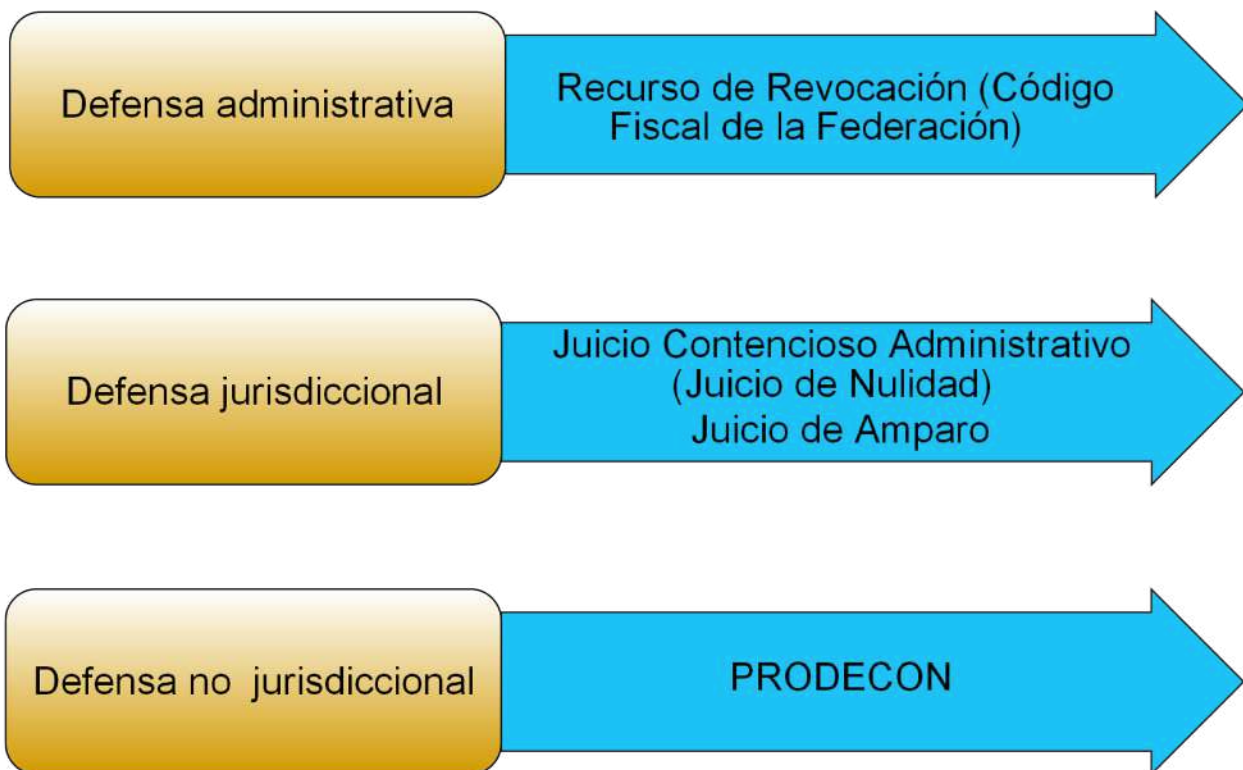 Defensa administrativa
Recurso de Revocación (Código
Fiscal de la Federación)
Defensa jurisdiccional
Juicio Contencioso Administrativo
(Juicio de Nulidad)
Juicio de Amparo
Defensa no jurisdiccional
PRODECON